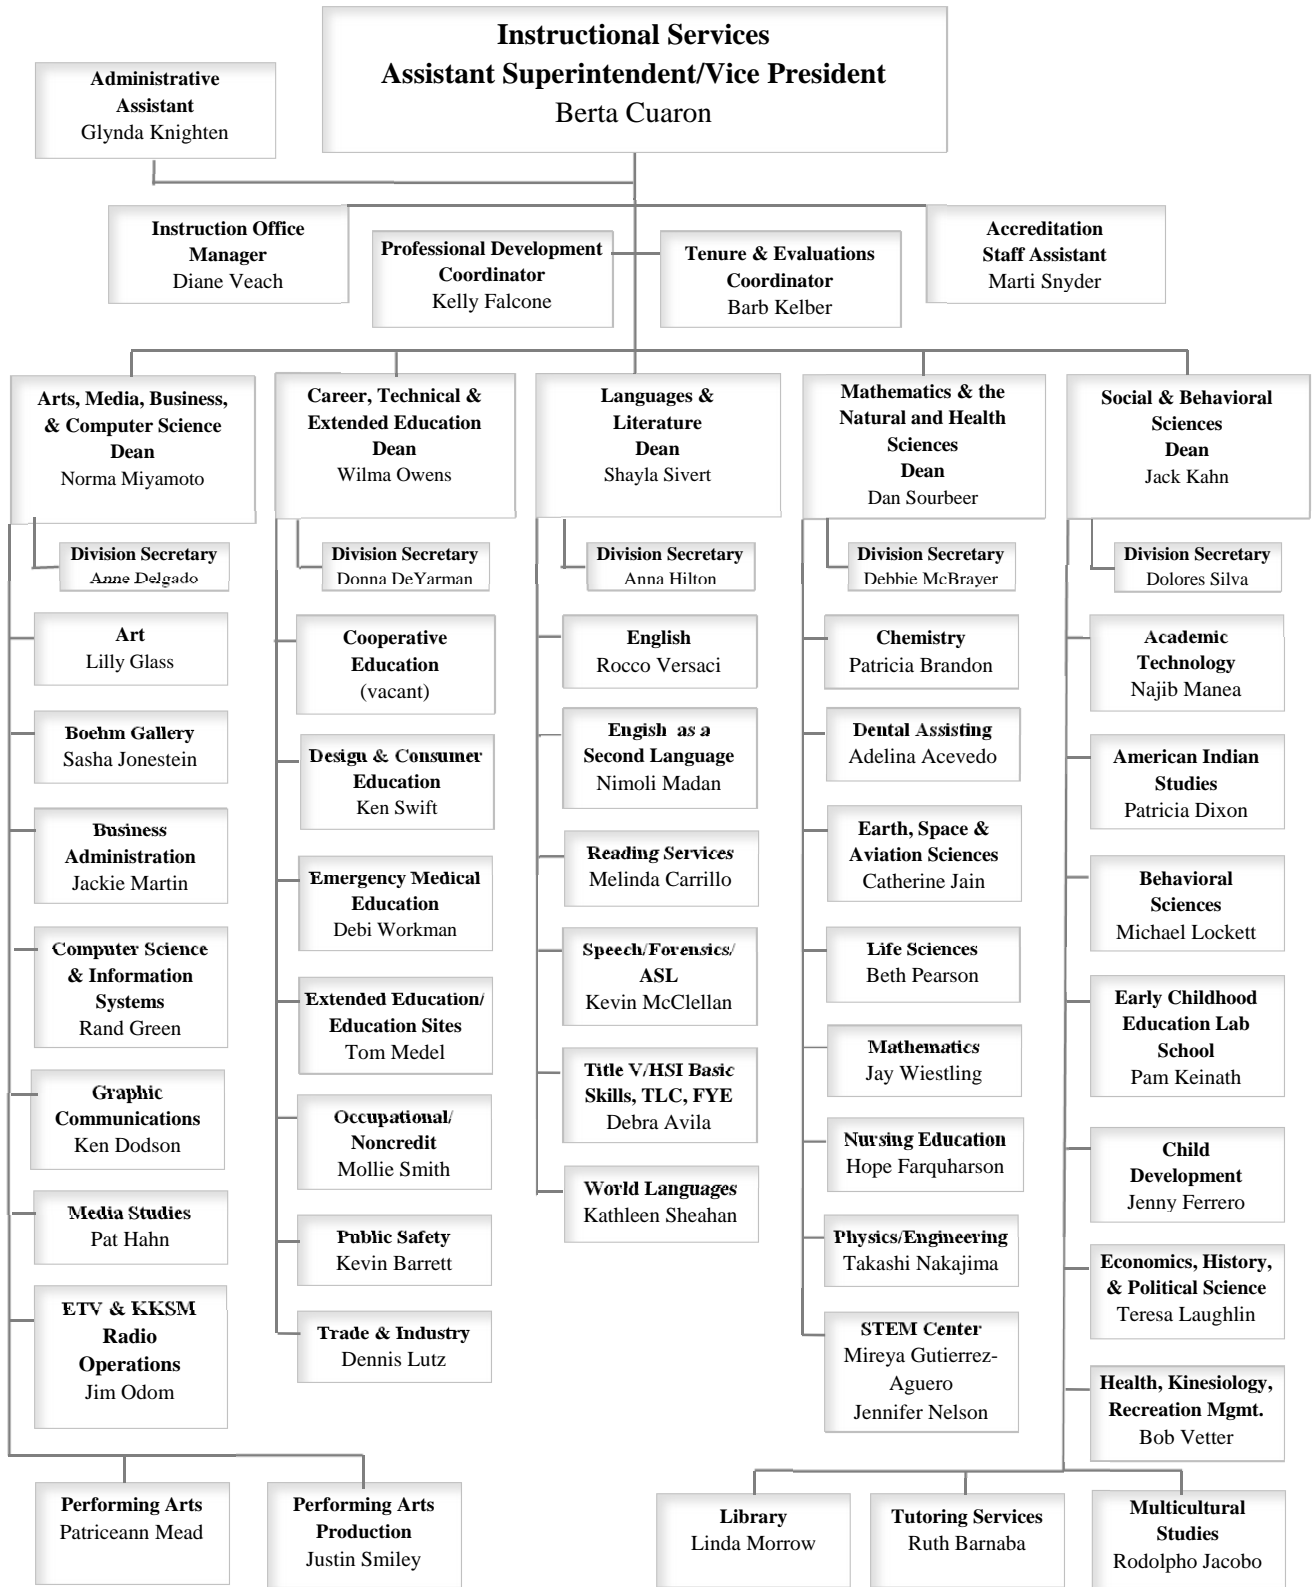 Instructional Services
Assistant Superintendent/Vice President
Berta Cuaron
Administrative
Assistant
Glynda Knighten
Instruction Office
Manager
Diane Veach
Professional Development
Coordinator
Kelly Falcone
Tenure & Evaluations
Coordinator
Barb Kelber
Accreditation
Staff Assistant
Marti Snyder
Arts, Media, Business,
& Computer Science
Dean
Norma Miyamoto
Division Secretary
Anne Delgado
Art
Lilly Glass
Boehm Gallery
Sasha Jonestein
Business
Administration
Jackie Martin
Computer Science
& Information
Systems
Rand Green
Graphic
Communications
Ken Dodson
Media Studies
Pat Hahn
ETV & KKSM
Radio
Operations
Jim Odom
Performing Arts
Patriceann Mead
Performing Arts
Production
Justin Smiley
Career, Technical &
Extended Education
Dean
Wilma Owens
Division Secretary
Donna DeYarman
Cooperative
Education
(vacant)
Design & Consumer
Education
Ken Swift
Emergency Medical
Education
Debi Workman
Extended Education/
Education Sites
Tom Medel
Occupational/
Noncredit
Mollie Smith
Public Safety
Kevin Barrett
Trade & Industry
Dennis Lutz
Languages &
Literature
Dean
Shayla Sivert
Division Secretary
Anna Hilton
English
Rocco Versaci
Engish as a
Second Language
Nimoli Madan
Reading Services
Melinda Carrillo
Speech/Forensics/
ASL
Kevin McClellan
Title V/HSI Basic
Skills, TLC, FYE
Debra Avila
World Languages
Kathleen Sheahan
Mathematics & the
Natural and Health
Sciences
Dean
Dan Sourbeer
Division Secretary
Debbie McBrayer
Chemistry
Patricia Brandon
Dental Assisting
Adelina Acevedo
Earth, Space &
Aviation Sciences
Catherine Jain
Life Sciences
Beth Pearson
Mathematics
Jay Wiestling
Nursing Education
Hope Farquharson
Physics/Engineering
Takashi Nakajima
STEM Center
Mireya Gutierrez-
Aguero
Jennifer Nelson
Social & Behavioral
Sciences
Dean
Jack Kahn
Division Secretary
Dolores Silva
Academic
Technology
Najib Manea
American Indian
Studies
Patricia Dixon
Behavioral
Sciences
Michael Lockett
Early Childhood
Education Lab
School
Pam Keinath
Child
Development
Jenny Ferrero
Economics, History,
& Political Science
Teresa Laughlin
Health, Kinesiology,
Recreation Mgmt.
Bob Vetter
Library
Linda Morrow
Tutoring Services
Ruth Barnaba
Multicultural
Studies
Rodolpho Jacobo